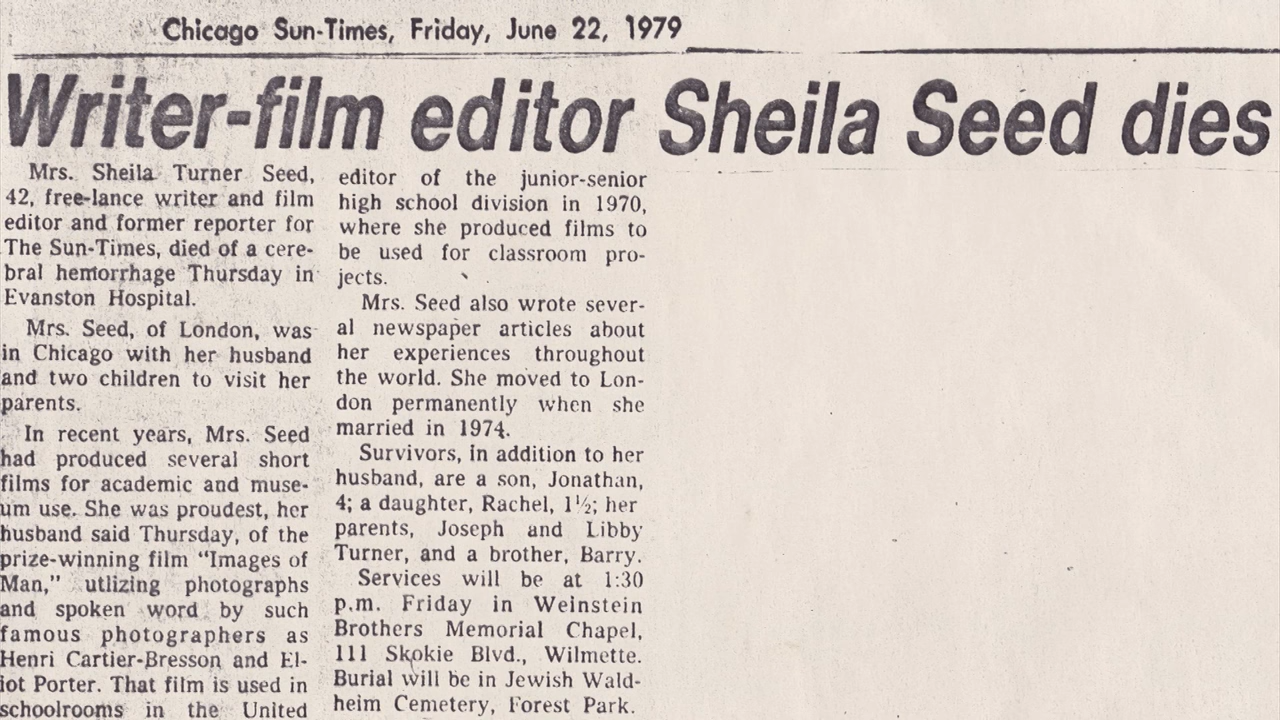 Chicago Sun-Times, Friday, June 22, 1979
Writer-film editor Sheila Seed dies
Mrs. Sheila Turner Seed,
42, free-lance writer and film
editor and former reporter for
The Sun-Times, died of a cere-
bral hemorrhage Thursday in
Evanston Hospital.
Mrs. Seed, of London, was
in Chicago with her husband
and two children to visit her
parents.
In recent years, Mrs. Seed
had produced several short
films for academic and muse-
um use. She was proudest, her
husband said Thursday, of the
prize-winning film “Images of
Man,” utlizing photographs
and spoken word by such
famous photographers as
Henri Cartier-Bresson and El-
iot Porter. That film is used in
schoolrooms in the United
editor of the junior-senior
high school division in 1970,
where she produced films to
be used for classroom pro-
jects.
Mrs. Seed also wrote sever-
al newspaper articles about
her experiences throughout
the world. She moved to Lon-
don permanently when she
married in 1974.
Survivors, in addition to her
husband, are a son, Jonathan,
4; a daughter, Rachel, 1½; her
parents, Joseph and Libby
Turner, and a brother, Barry.
Services will be at 1:30
p.m. Friday in Weinstein
Brothers Memorial Chapel,
111 Skokie Blvd., Wilmette.
Burial will be in Jewish Wald-
heim Cemetery, Forest Park.